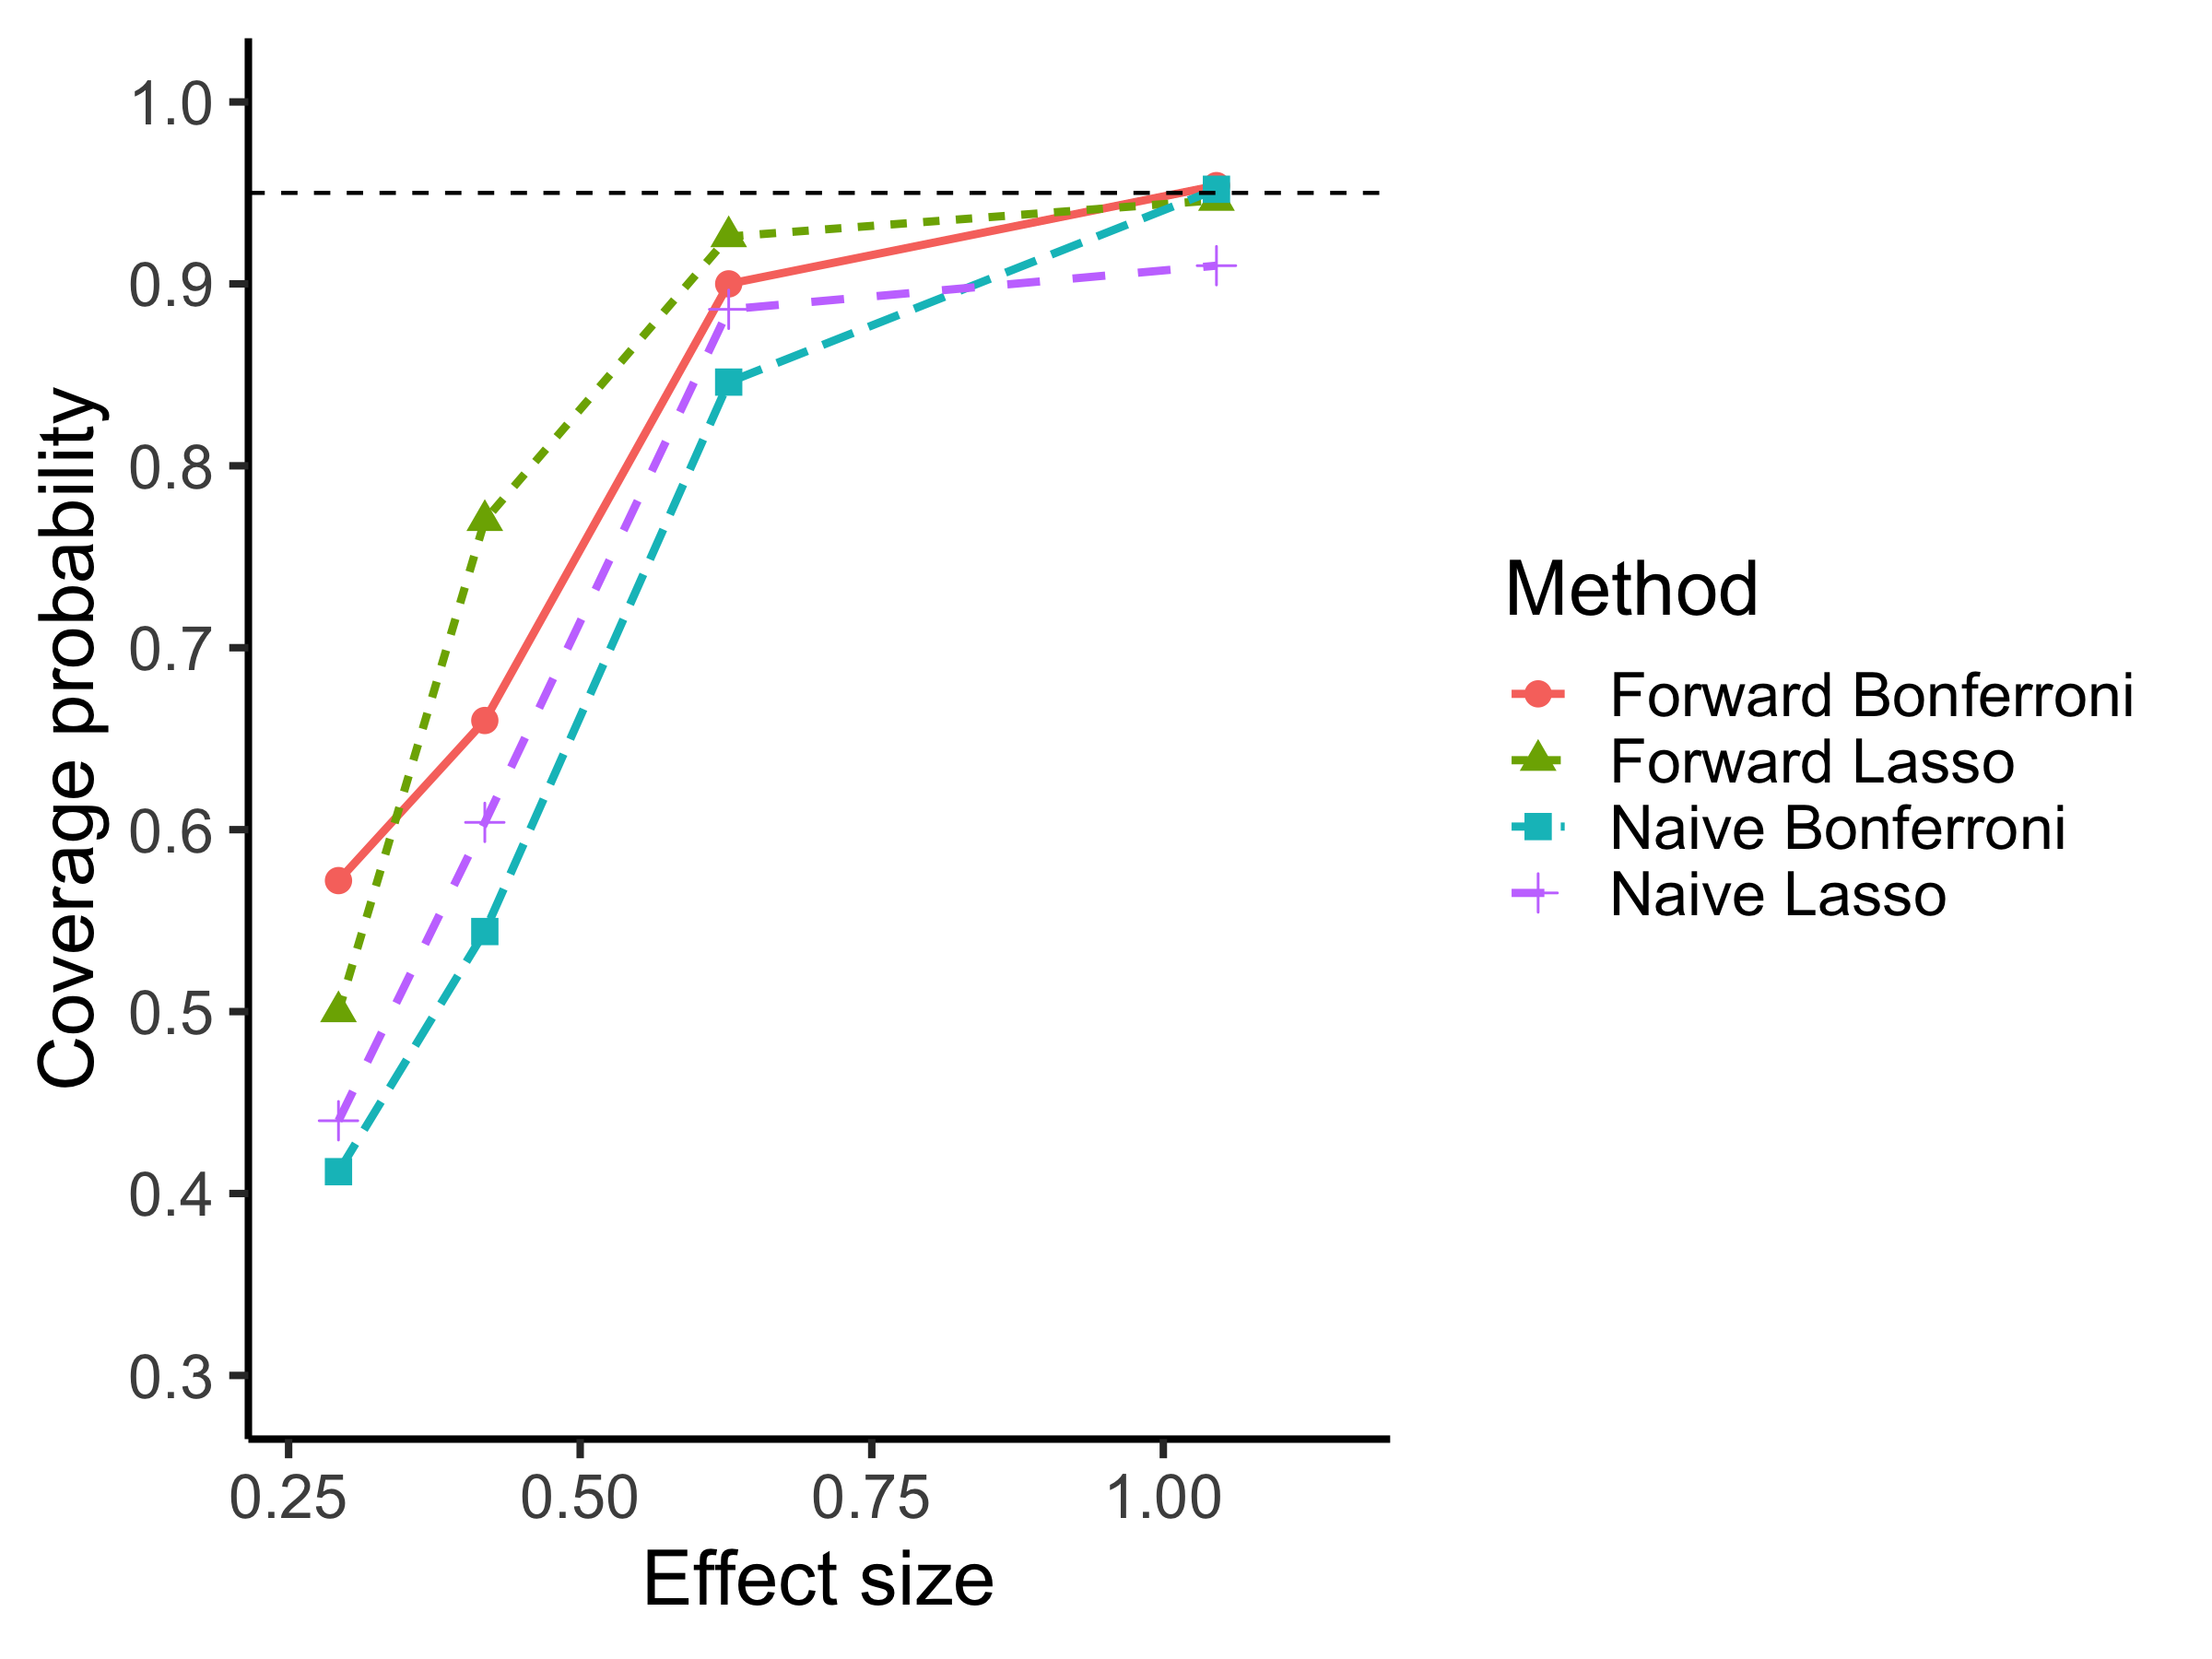 Coverage probability
1.0
0.9
0.8
0.7
0.6
0.5
0.4
0.3
0.25 0.50 0.75 1.00
Effect size
Method
Forward Bonferroni
Forward Lasso
Naive Bonferroni
Naive Lasso